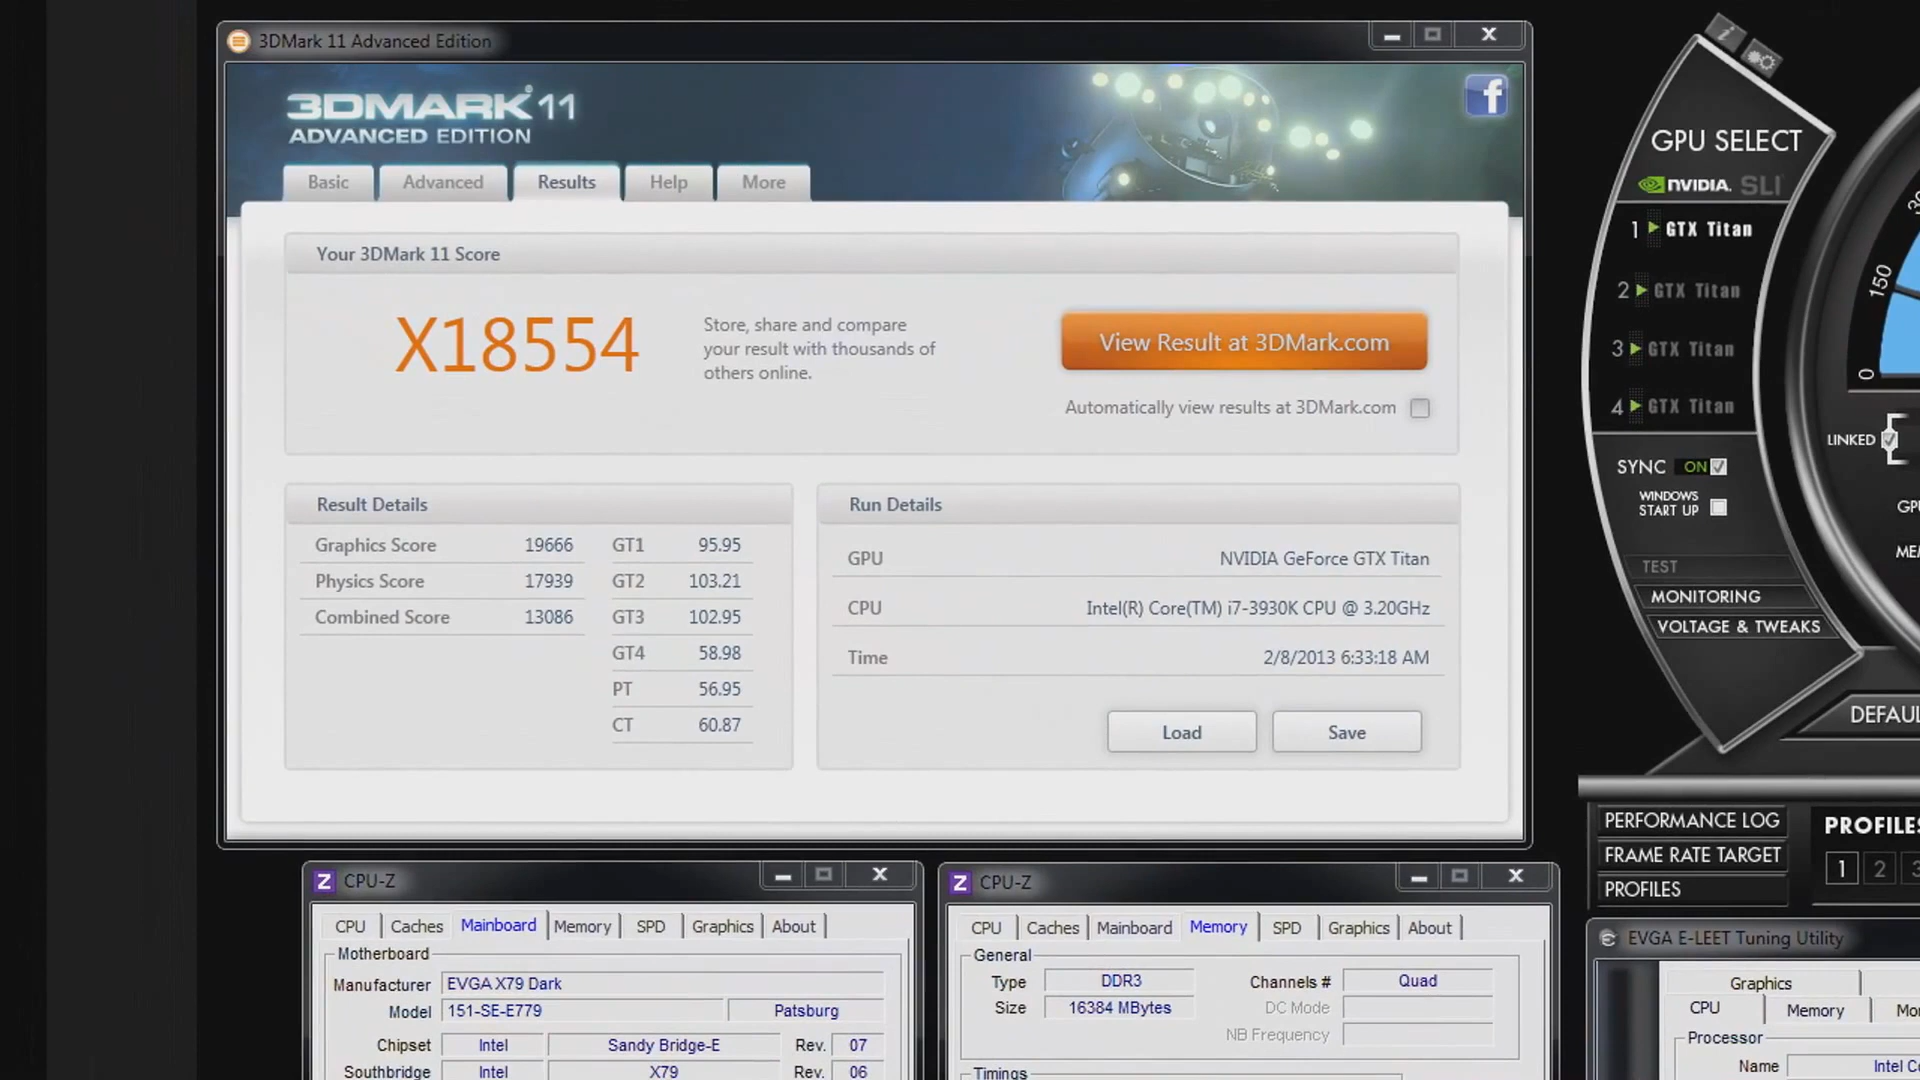 3DMark 11 Advanced Edition
3DMARK 11
ADVANCED EDITION
Basic
Advanced
Results
Help
More
Your 3DMark 11 Score
X18554
Store, share and compare
your result with thousands of
others online.
View Result at 3DMark.com
Automatically view results at 3DMark.com
Result Details
Graphics Score 19666
Physics Score 17939
Combined Score 13086
GT1 95.95
GT2 103.21
GT3 102.95
GT4 58.98
PT 56.95
CT 60.87
Run Details
GPU NVIDIA GeForce GTX Titan
CPU Intel(R) Core(TM) i7-3930K CPU @ 3.20GHz
Time 2/8/2013 6:33:18 AM
Load
Save
GPU SELECT
NVIDIA. SLI
1 GTX Titan
2 GTX Titan
3 GTX Titan
4 GTX Titan
SYNC ON
WINDOWS
START UP
TEST
MONITORING
VOLTAGE & TWEAKS
150
0
LINKED
PERFORMANCE LOG
FRAME RATE TARGET
PROFILES
PROFILES
1 2 3
CPU-Z
CPU Caches Mainboard Memory SPD Graphics About
Motherboard
Manufacturer EVGA X79 Dark
Model 151-SE-E779 Patsburg
Chipset Intel Sandy Bridge-E Rev. 07
Southbridge Intel X79 Rev. 06
CPU-Z
CPU Caches Mainboard Memory SPD Graphics About
General
Type DDR3 Channels # Quad
Size 16384 MBytes DC Mode
NB Frequency
Timings
EVGA E-LEET Tuning Utility
Graphics
CPU Memory
Processor
Name Intel